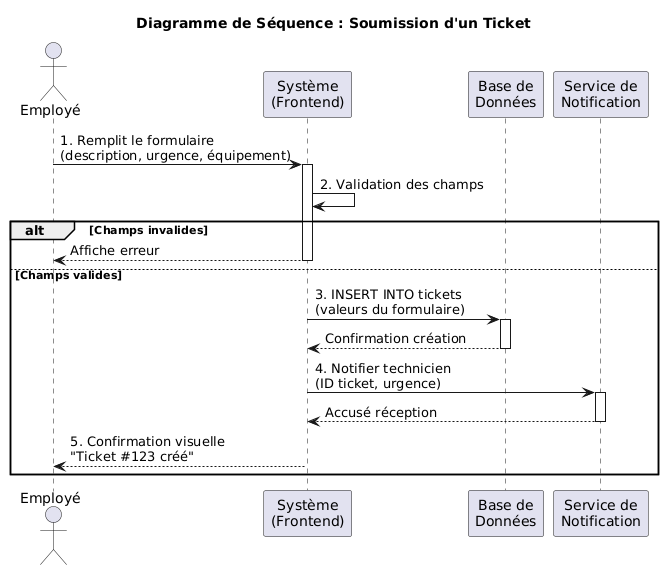 Diagramme de Séquence : Soumission d'un Ticket
Employé
Système
(Frontend)
Base de
Données
Service de
Notification
1. Remplit le formulaire
(description, urgence, équipement)
2. Validation des champs
alt
[Champs invalides]
Affiche erreur
[Champs valides]
3. INSERT INTO tickets
(valeurs du formulaire)
Confirmation création
4. Notifier technicien
(ID ticket, urgence)
Accusé réception
5. Confirmation visuelle
"Ticket #123 créé"
Employé
Système
(Frontend)
Base de
Données
Service de
Notification